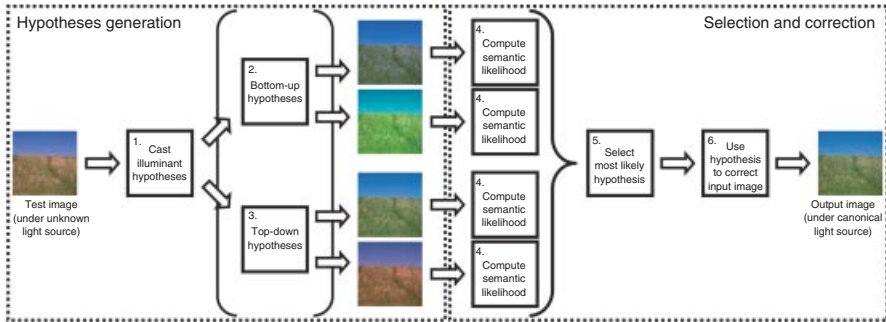 Hypotheses generation
Selection and correction
Test image
(under unknown
light source)
1.
Cast
illuminant
hypotheses
2.
Bottom-up
hypotheses
3.
Top-down
hypotheses
4.
Compute
semantic
likelihood
4.
Compute
semantic
likelihood
4.
Compute
semantic
likelihood
4.
Compute
semantic
likelihood
5.
Select
most likely
hypothesis
6.
Use
hypothesis
to correct
input image
Output image
(under canonical
light source)